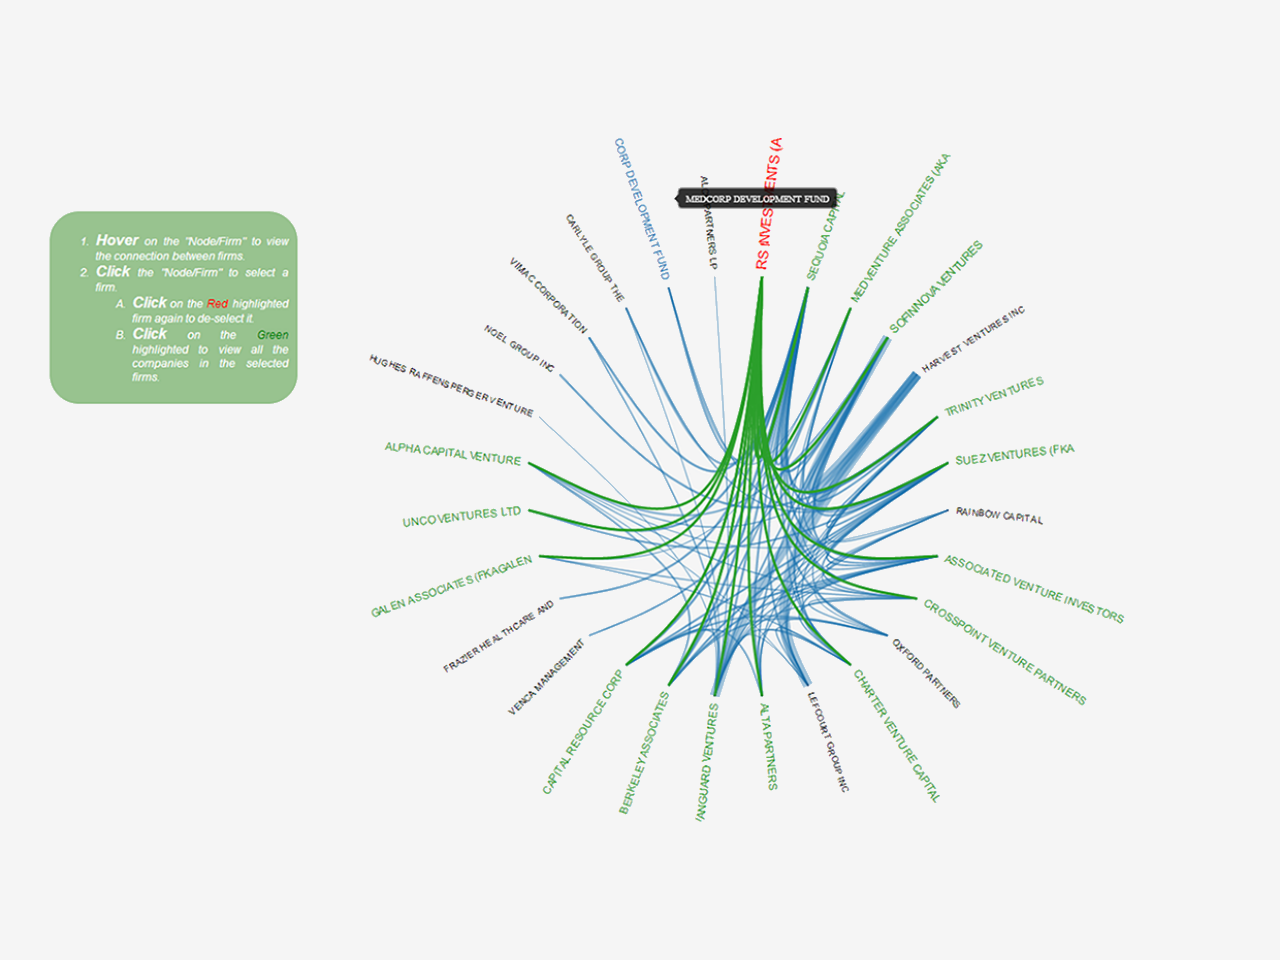 1. Hover on the "Node/Firm" to view
the connection between firms.
2. Click the "Node/Firm" to select a
firm.
A. Click on the Red highlighted
firm again to de-select it.
B. Click on the Green
highlighted to view all the
companies in the selected
firms.
MEDCORP DEVELOPMENT FUND
RS INVESTMENTS (A
SEQUOIA CAPITAL
MEDVENTURE ASSOCIATES (AKA
SOFINNOVA VENTURES
HARVEST VENTURES INC
TRINITY VENTURES
SUEZ VENTURES (FKA
RAINBOW CAPITAL
ASSOCIATED VENTURE INVESTORS
CROSSPOINT VENTURE PARTNERS
OXFORD PARTNERS
CHARTER VENTURE CAPITAL
LEFCOURT GROUP INC
ALTA PARTNERS
VANGUARD VENTURES
BERKELEY ASSOCIATES
CAPITAL RESOURCE CORP
VENCA MANAGEMENT
FRAZIER HEALTHCARE AND
GALEN ASSOCIATES (FKAGALEN
UNCO VENTURES LTD
ALPHA CAPITAL VENTURE
HUGHES RAFFENSPERGER VENTURE
NOEL GROUP INC
VIMAC CORPORATION
CARLYLE GROUP THE
CORP DEVELOPMENT FUND
PARTNERS LP